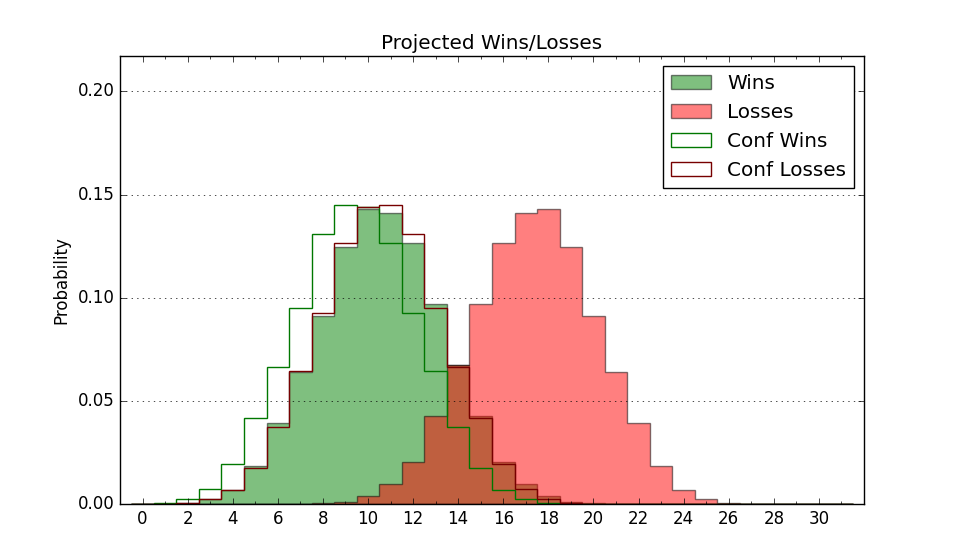 Projected Wins/Losses
Wins
Losses
Conf Wins
Conf Losses
Probability
0.20
0.15
0.10
0.05
0.00
0 2 4 6 8 10 12 14 16 18 20 22 24 26 28 30